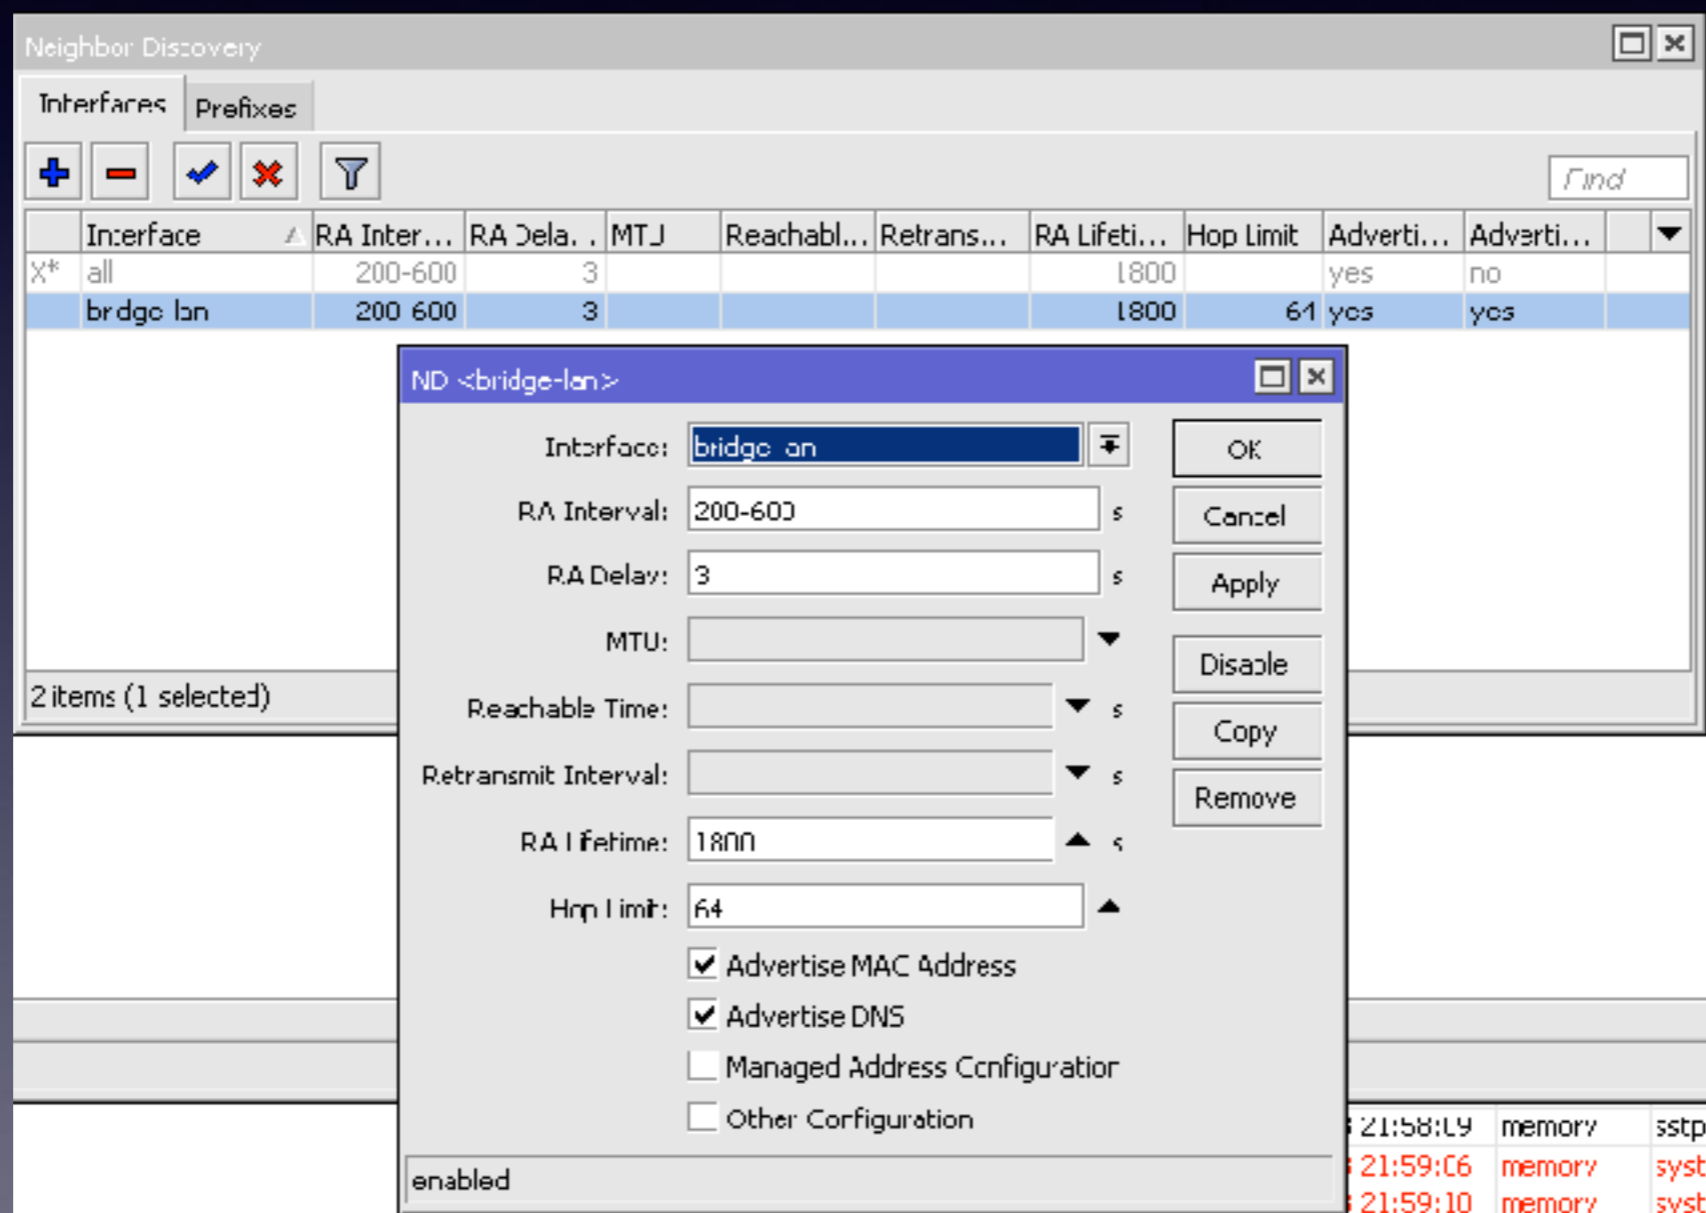 Neighbor Discovery
Interfaces Prefixes
Find
Interface RA Inter... RA Dela... MTU Reachabl... Retrans... RA Lifeti... Hop Limit Adverti... Adverti...
X* all 200-600 3 1800 yes no
bridge-lan 200-600 3 1800 64 yes yes
ND <bridge-lan>
Interface: bridge-lan OK
RA Interval: 200-600 s Cancel
RA Delay: 3 s Apply
MTU:
Disable
Reachable Time: s
Copy
Retransmit Interval: s
Remove
RA Lifetime: 1800 s
Hop Limit: 64
Advertise MAC Address
Advertise DNS
Managed Address Configuration
Other Configuration
enabled
2 items (1 selected)
21:58:09 memory sstp
21:59:06 memory syst
21:59:10 memory syst